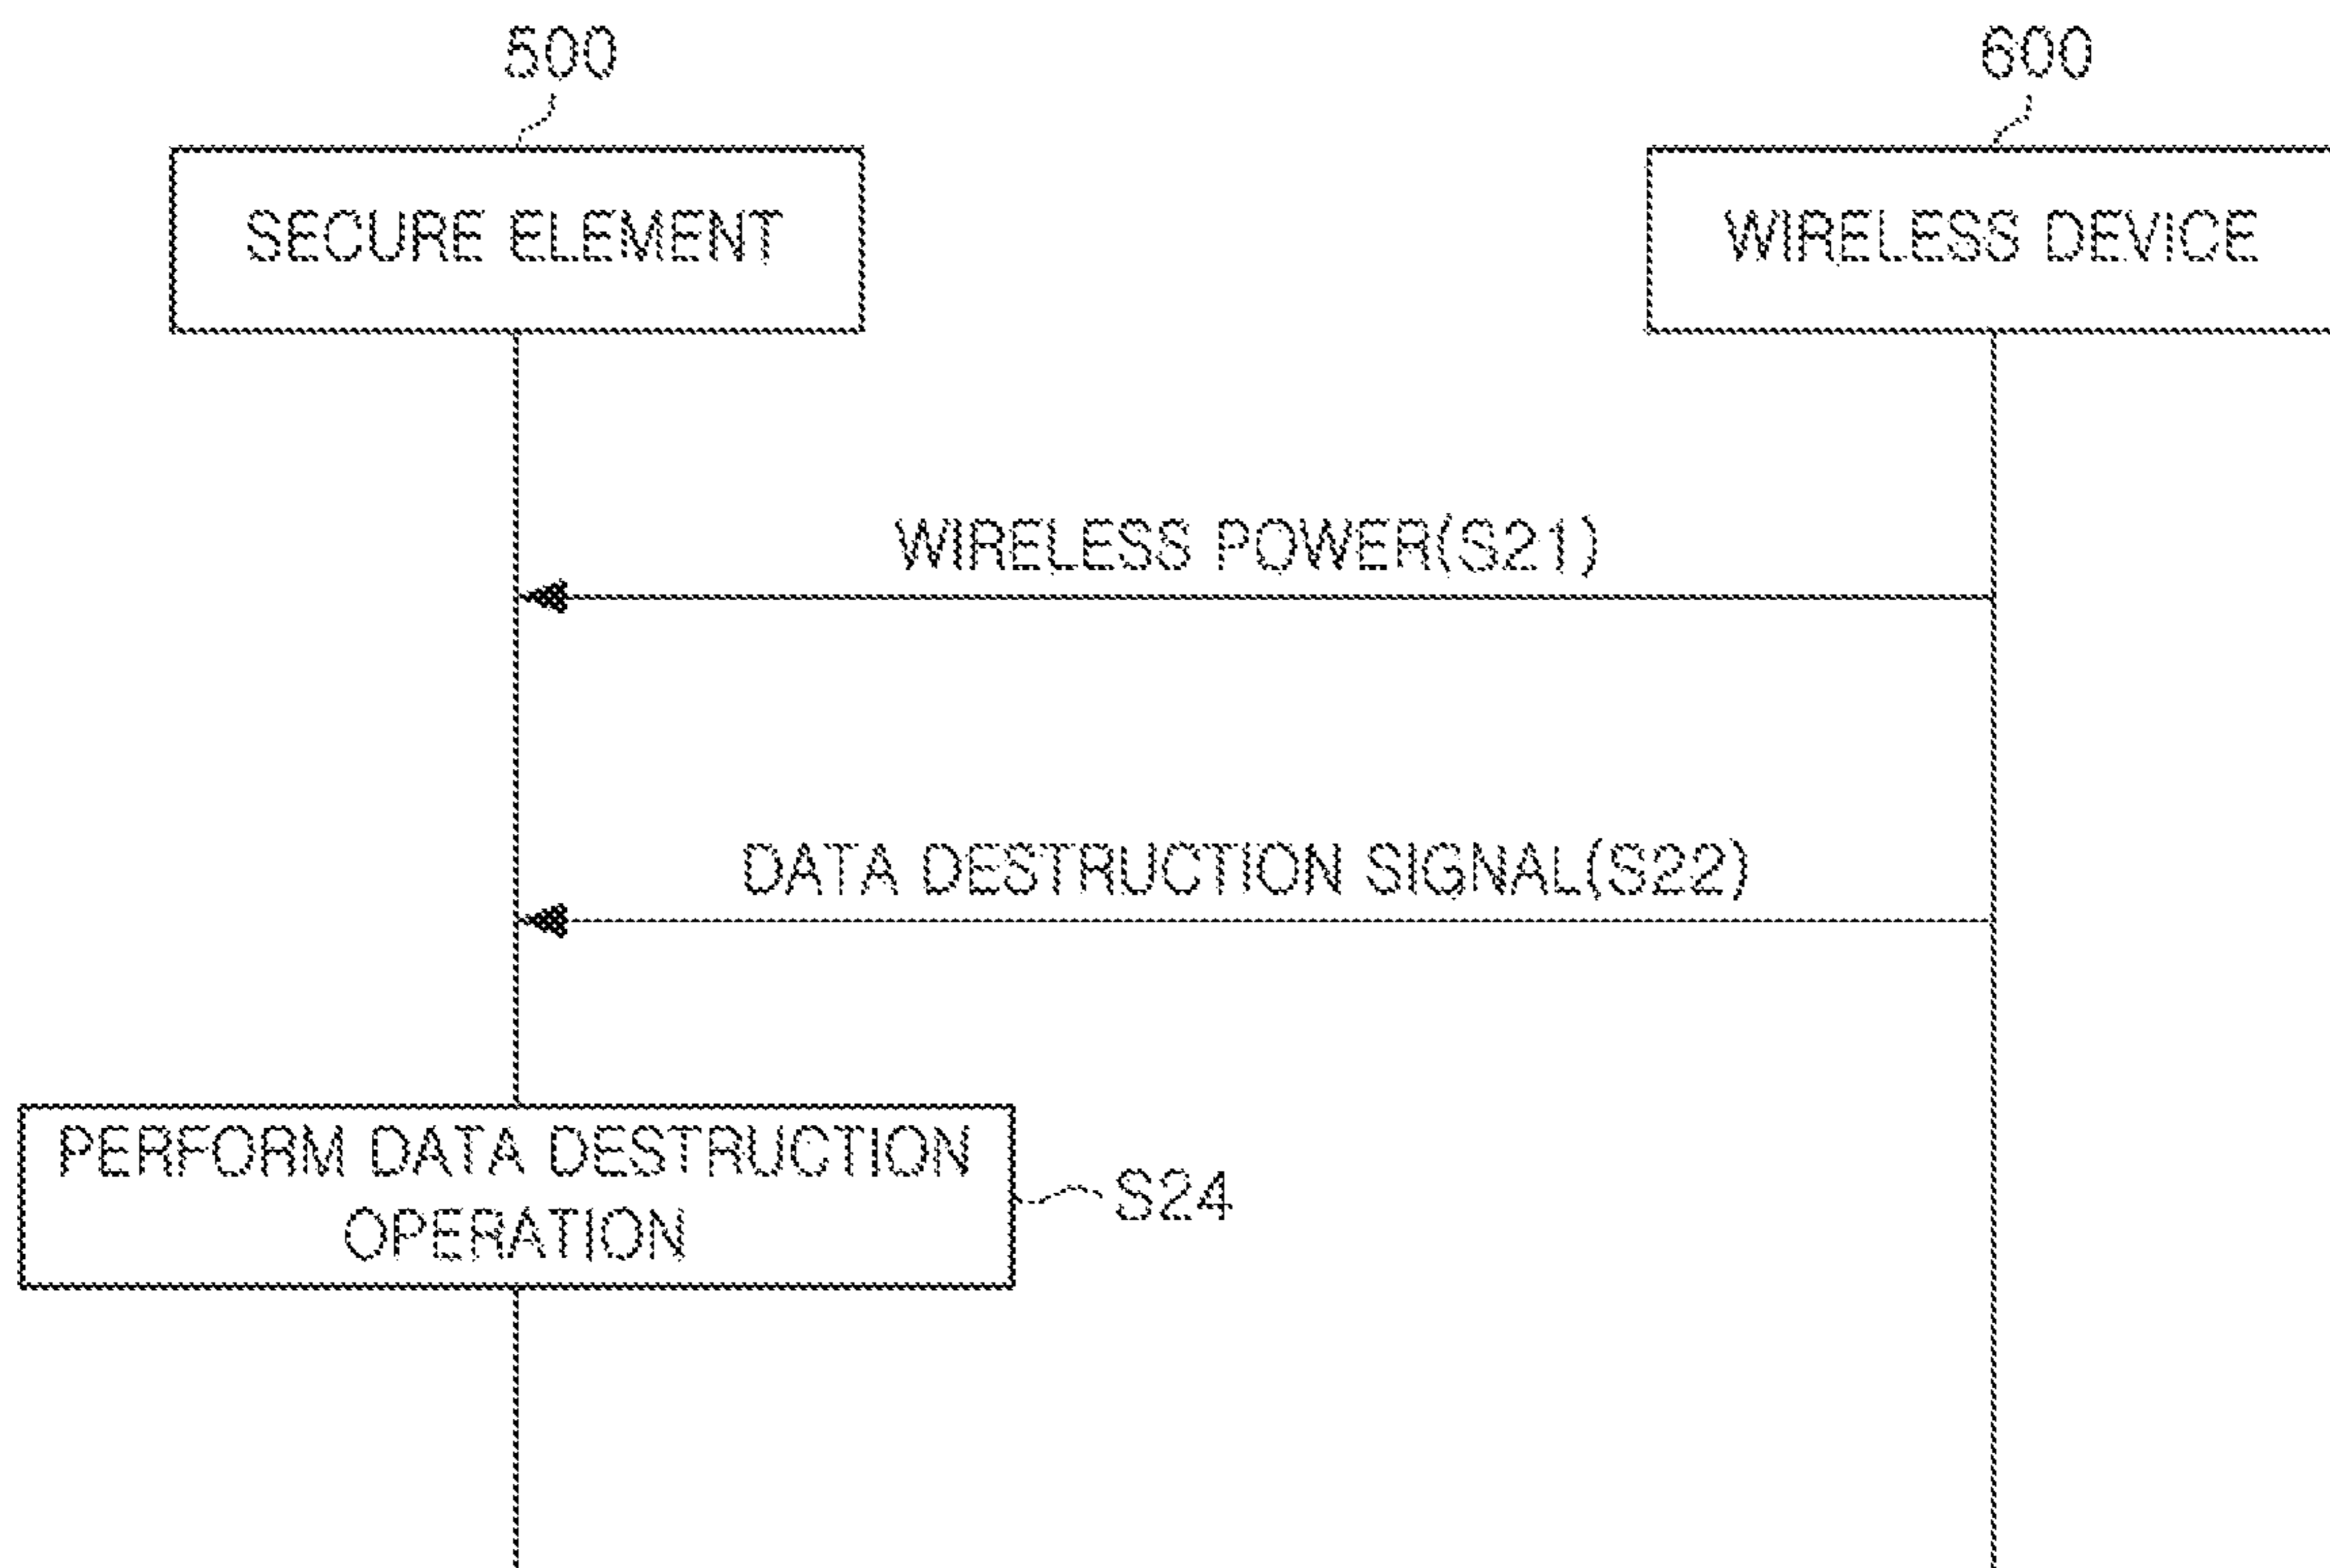 500
600
SECURE ELEMENT
WIRELESS DEVICE
WIRELESS POWER(S21)
DATA DESTRUCTION SIGNAL(S22)
PERFORM DATA DESTRUCTION
OPERATION
S24